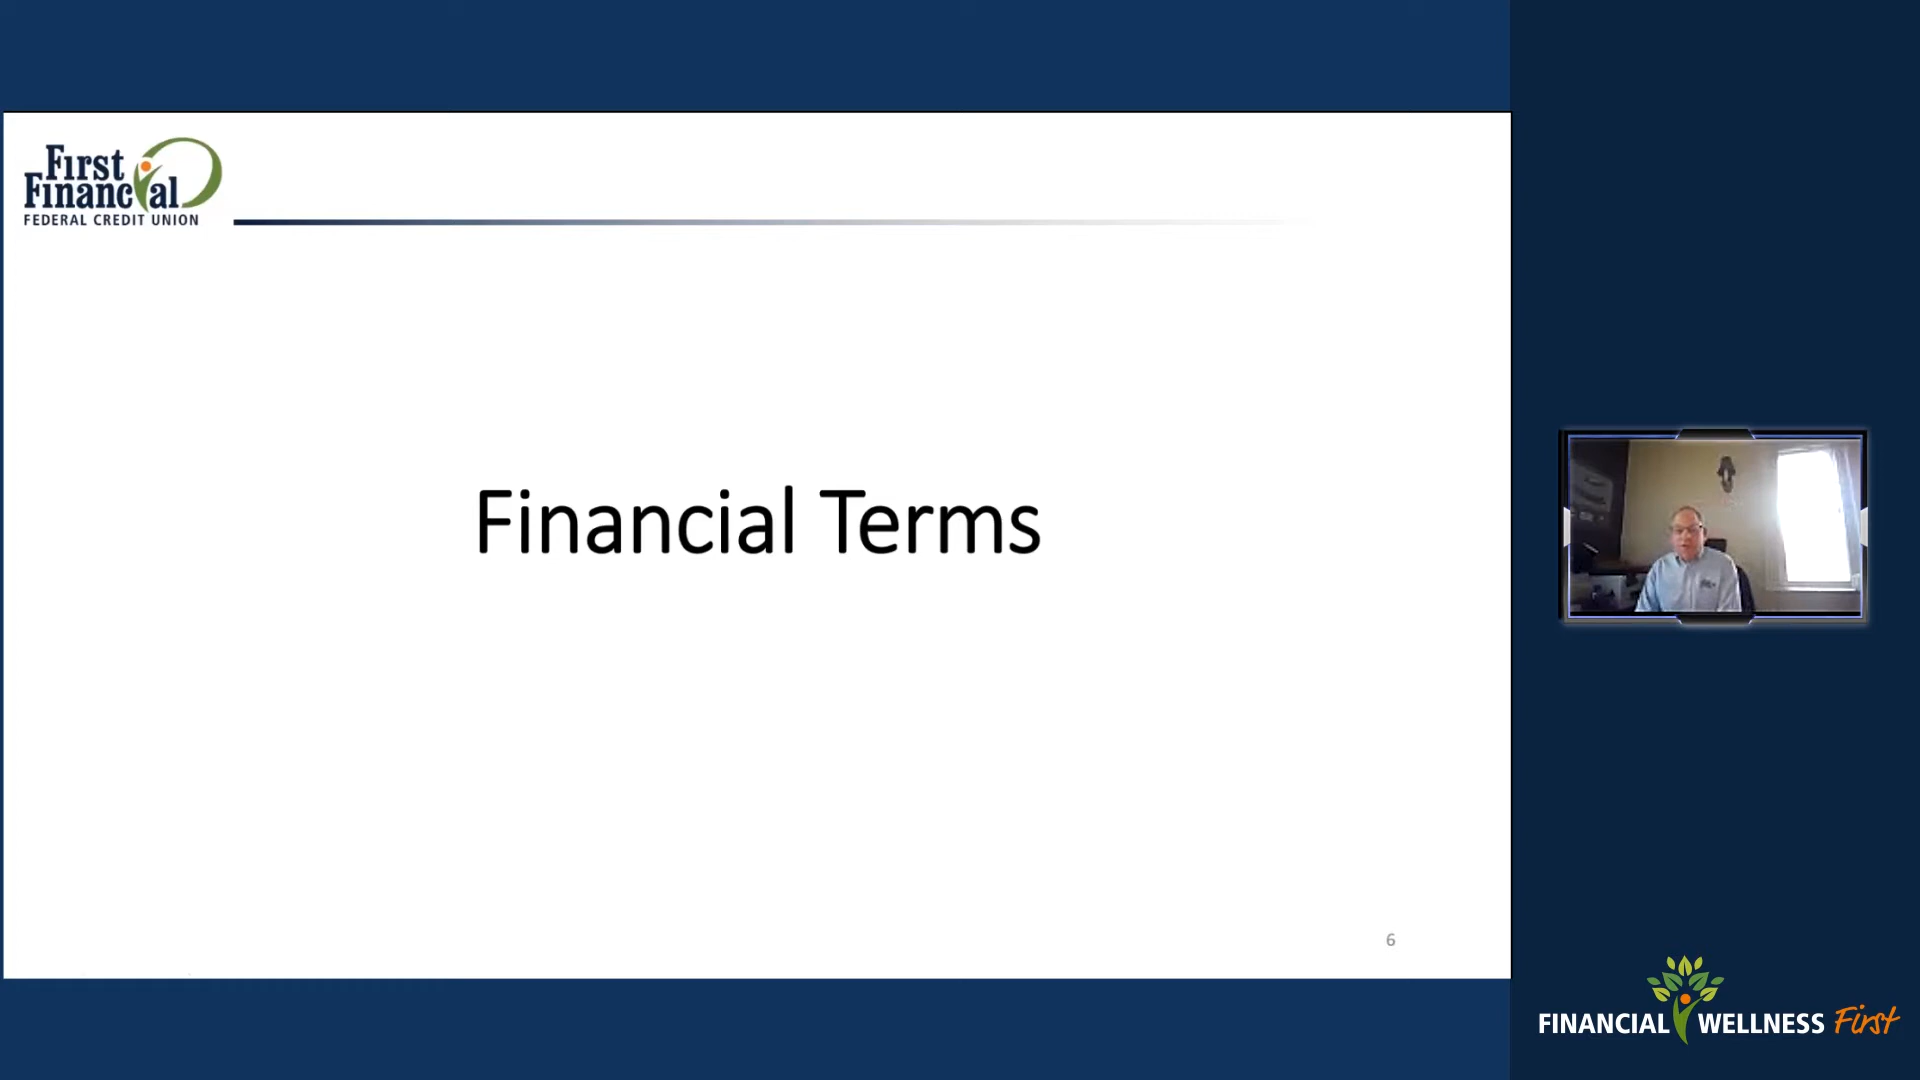 First
Financial
FEDERAL CREDIT UNION
Financial Terms
6
FINANCIAL WELLNESS First